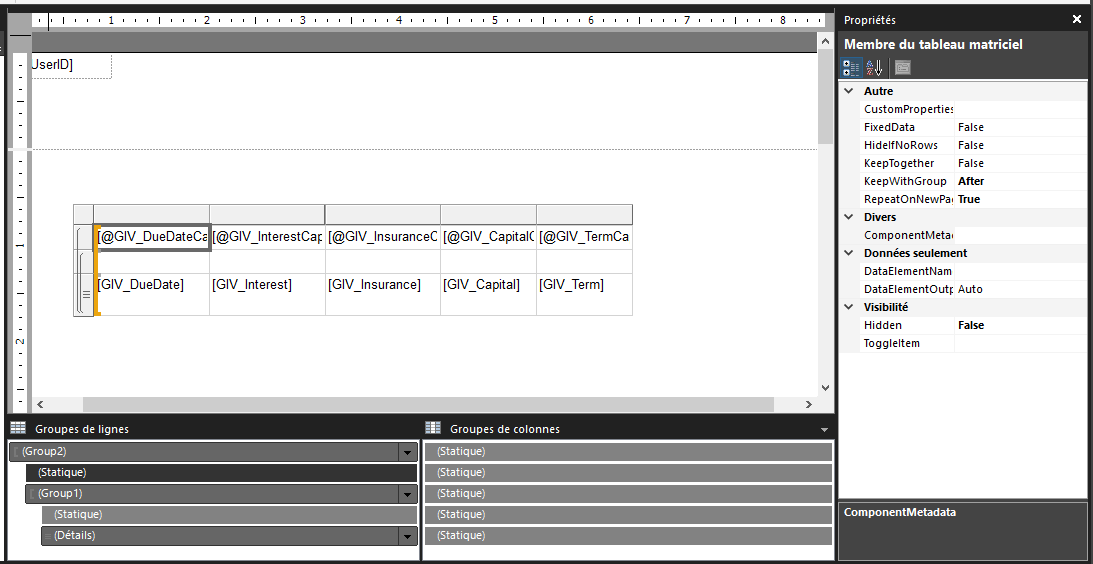 1 2 3 4 5 6 7 8
UserID]
1
[@GIV_DueDateCa [@GIV_InterestCap [@GIV_InsuranceC [@GIV_CapitalC [@GIV_TermCa
[GIV_DueDate] [GIV_Interest] [GIV_Insurance] [GIV_Capital] [GIV_Term]
2
Groupes de lignes
(Group2)
(Statique)
(Group1)
(Statique)
(Détails)
Groupes de colonnes
(Statique)
(Statique)
(Statique)
(Statique)
(Statique)
Propriétés
Membre du tableau matriciel
Autre
CustomProperties
FixedData False
HideIfNoRows False
KeepTogether False
KeepWithGroup After
RepeatOnNewPag True
Divers
ComponentMetad
Données seulement
DataElementNam
DataElementOutp Auto
Visibilité
Hidden False
ToggleItem
ComponentMetadata